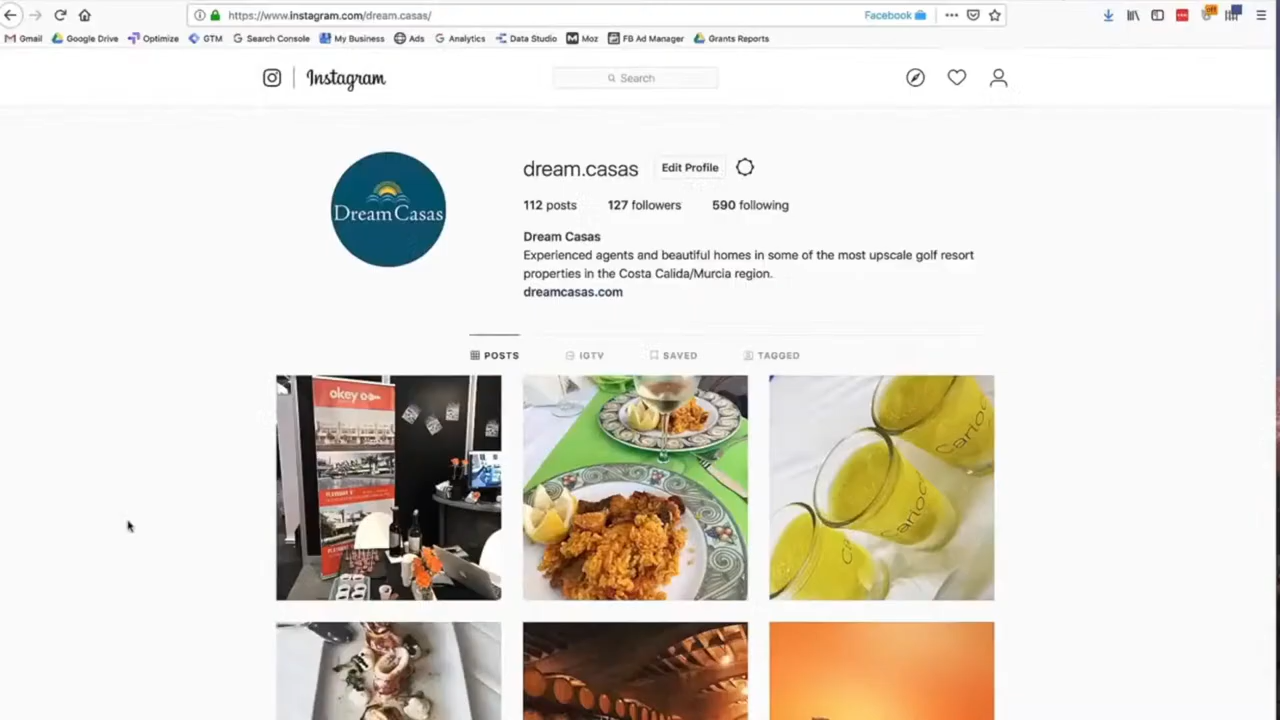 https://www.instagram.com/dream.casas/
Facebook
Gmail Google Drive Optimize GTM Search Console My Business Ads Analytics Data Studio Moz FB Ad Manager Grants Reports
Instagram
Search
dream.casas Edit Profile
112 posts 127 followers 590 following
Dream Casas
Dream Casas
Experienced agents and beautiful homes in some of the most upscale golf resort
properties in the Costa Calida/Murcia region.
dreamcasas.com
POSTS IGTV SAVED TAGGED
okey